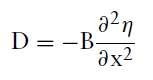 D = −B ∂²η/∂x²